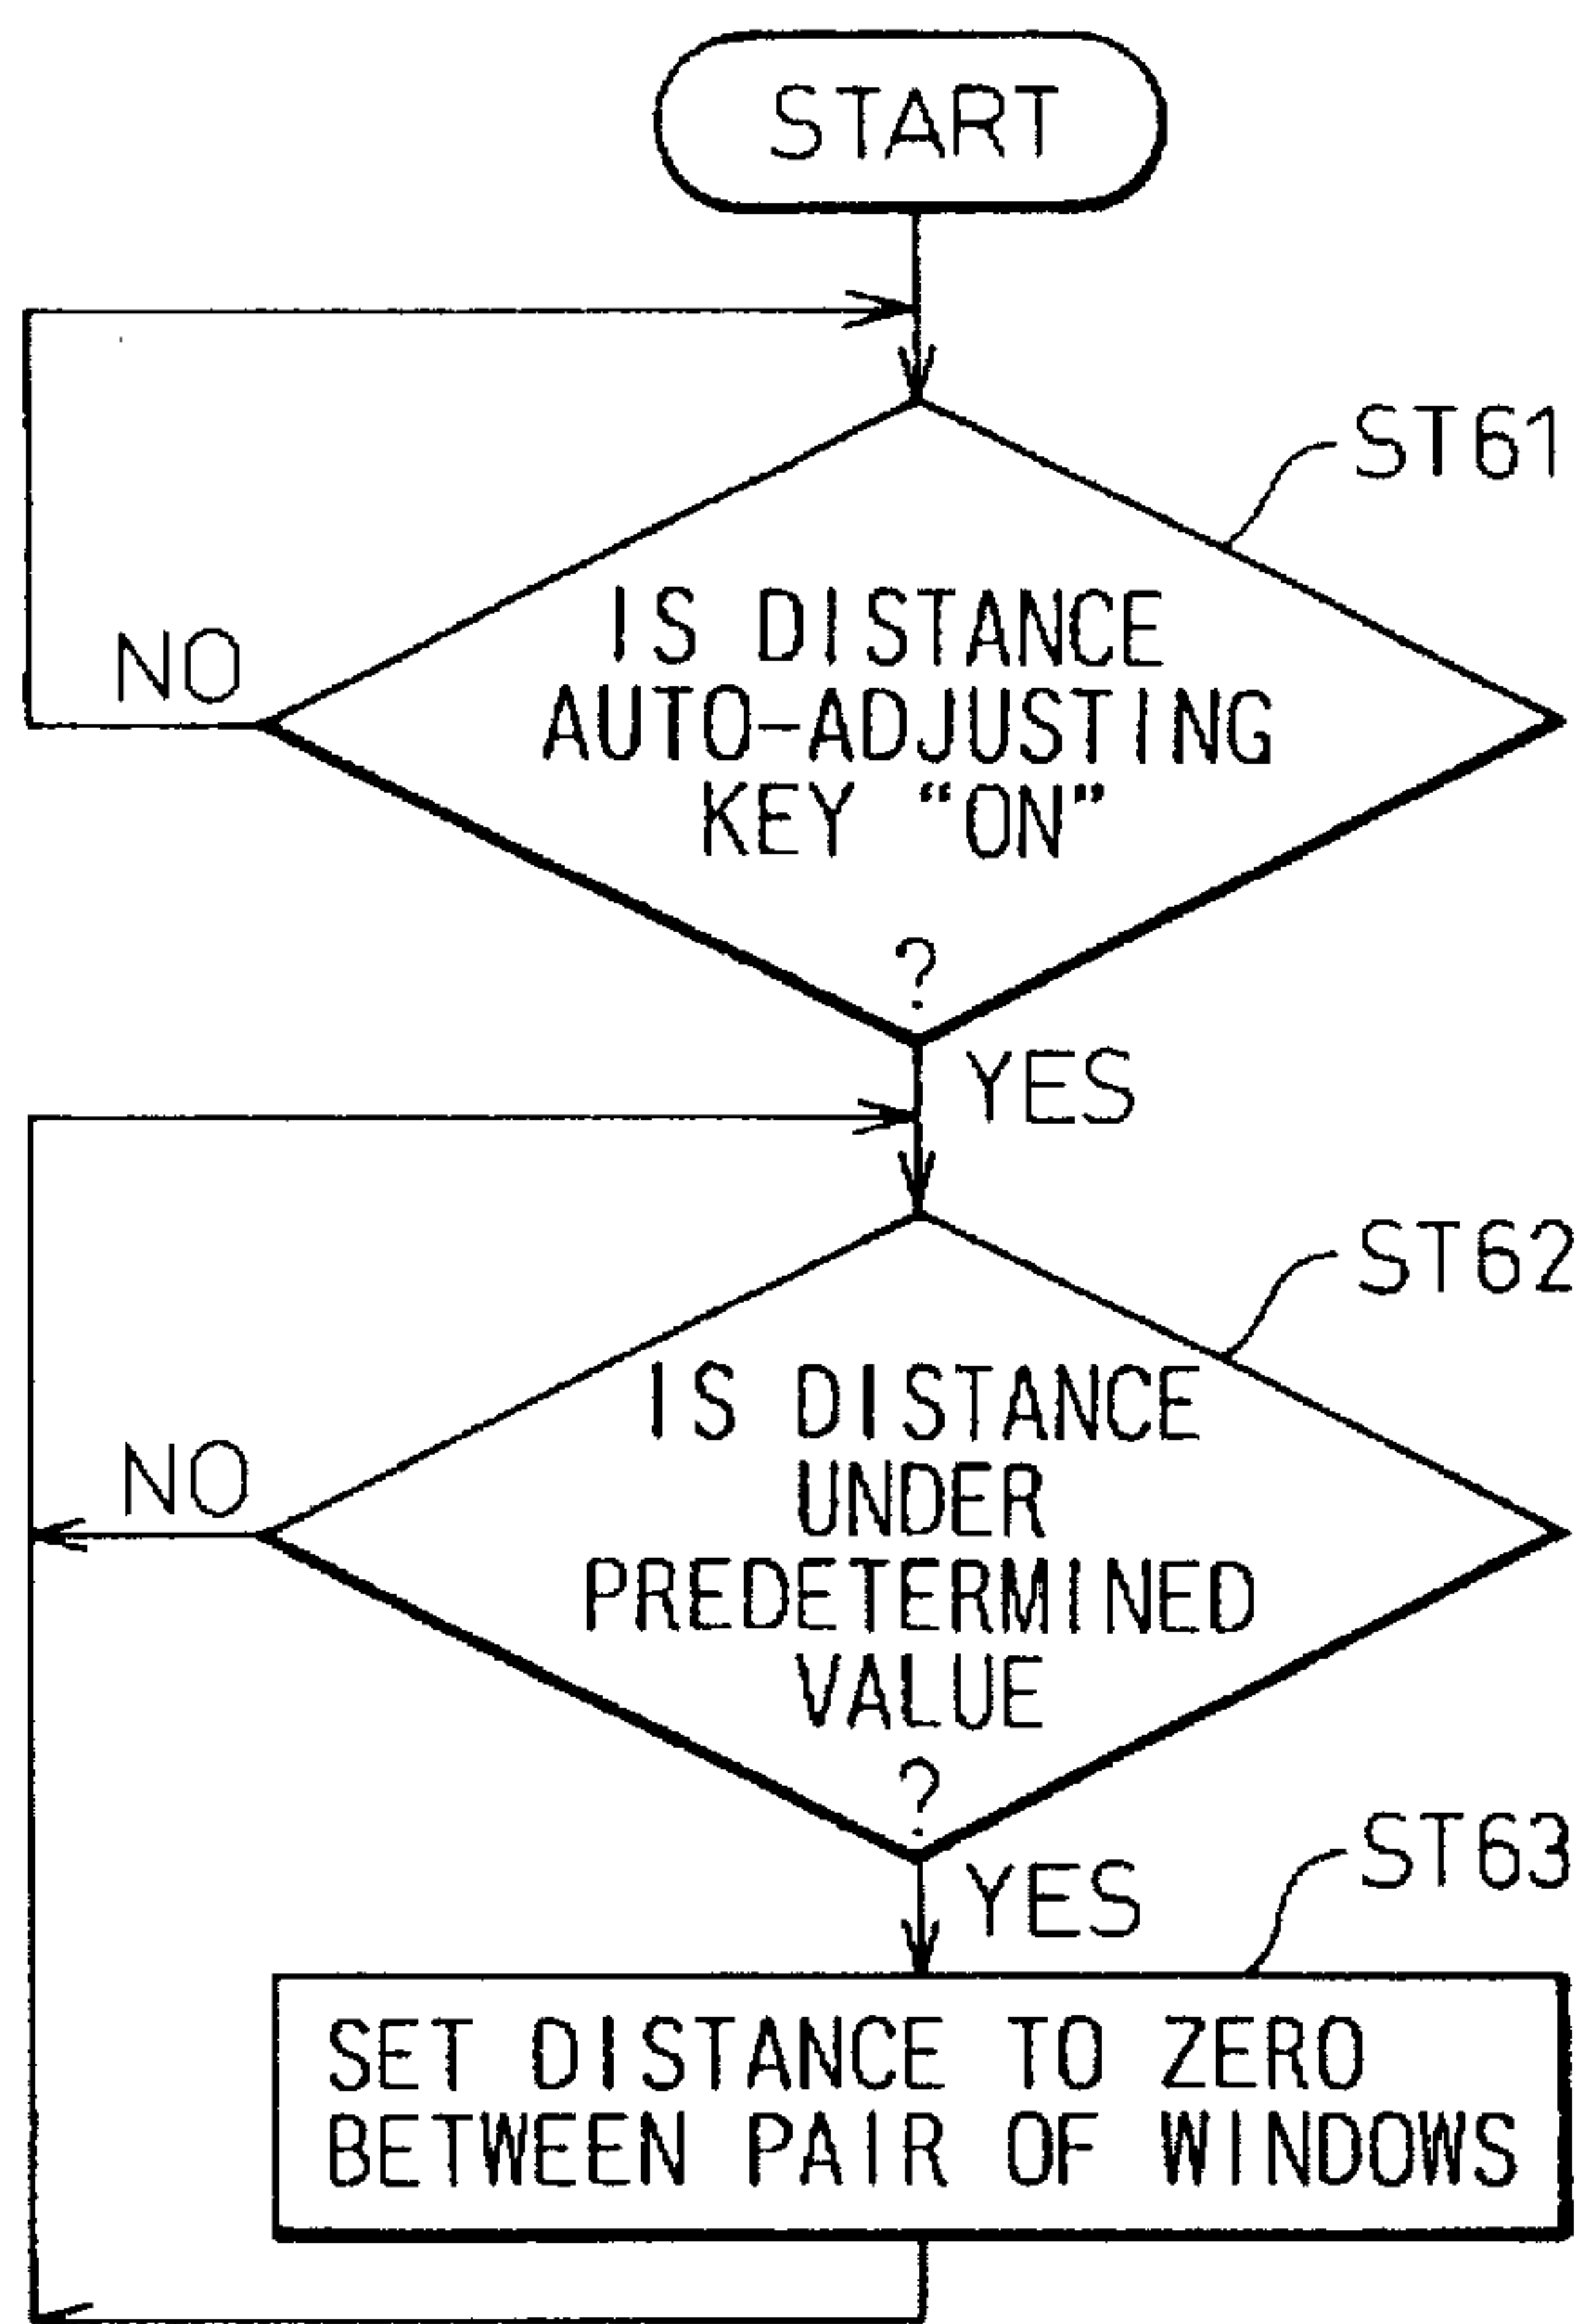 START
ST61
IS DISTANCE
AUTO-ADJUSTING
KEY “ON”
?
NO
YES
ST62
IS DISTANCE
UNDER
PREDETERMINED
VALUE
?
NO
YES
ST63
SET DISTANCE TO ZERO
BETWEEN PAIR OF WINDOWS